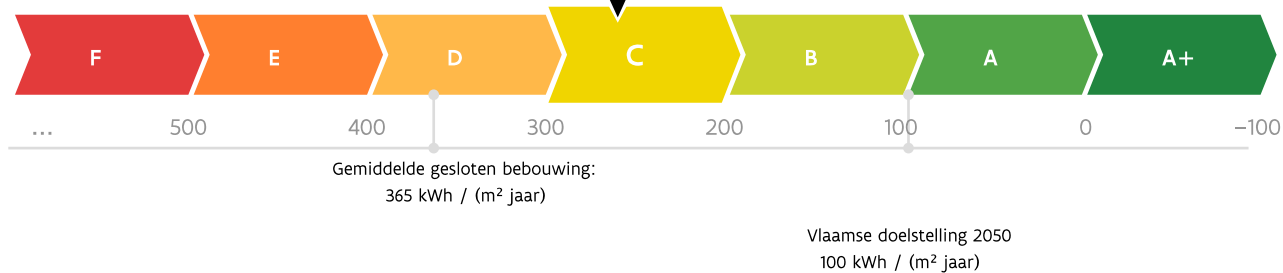 F E D C B A A+
... 500 400 300 200 100 0 −100
Gemiddelde gesloten bebouwing:
365 kWh / (m² jaar)
Vlaamse doelstelling 2050
100 kWh / (m² jaar)